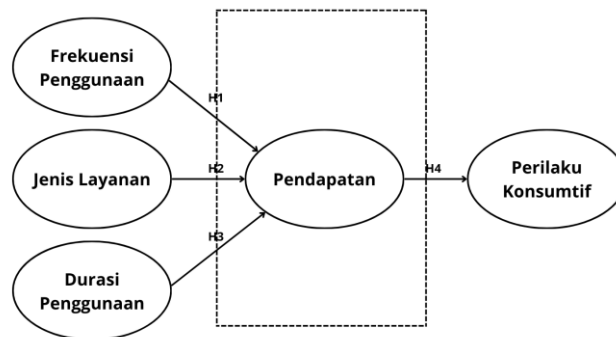 Frekuensi
Penggunaan
H1
Jenis Layanan
H2
Pendapatan
H4
Perilaku
Konsumtif
H3
Durasi
Penggunaan